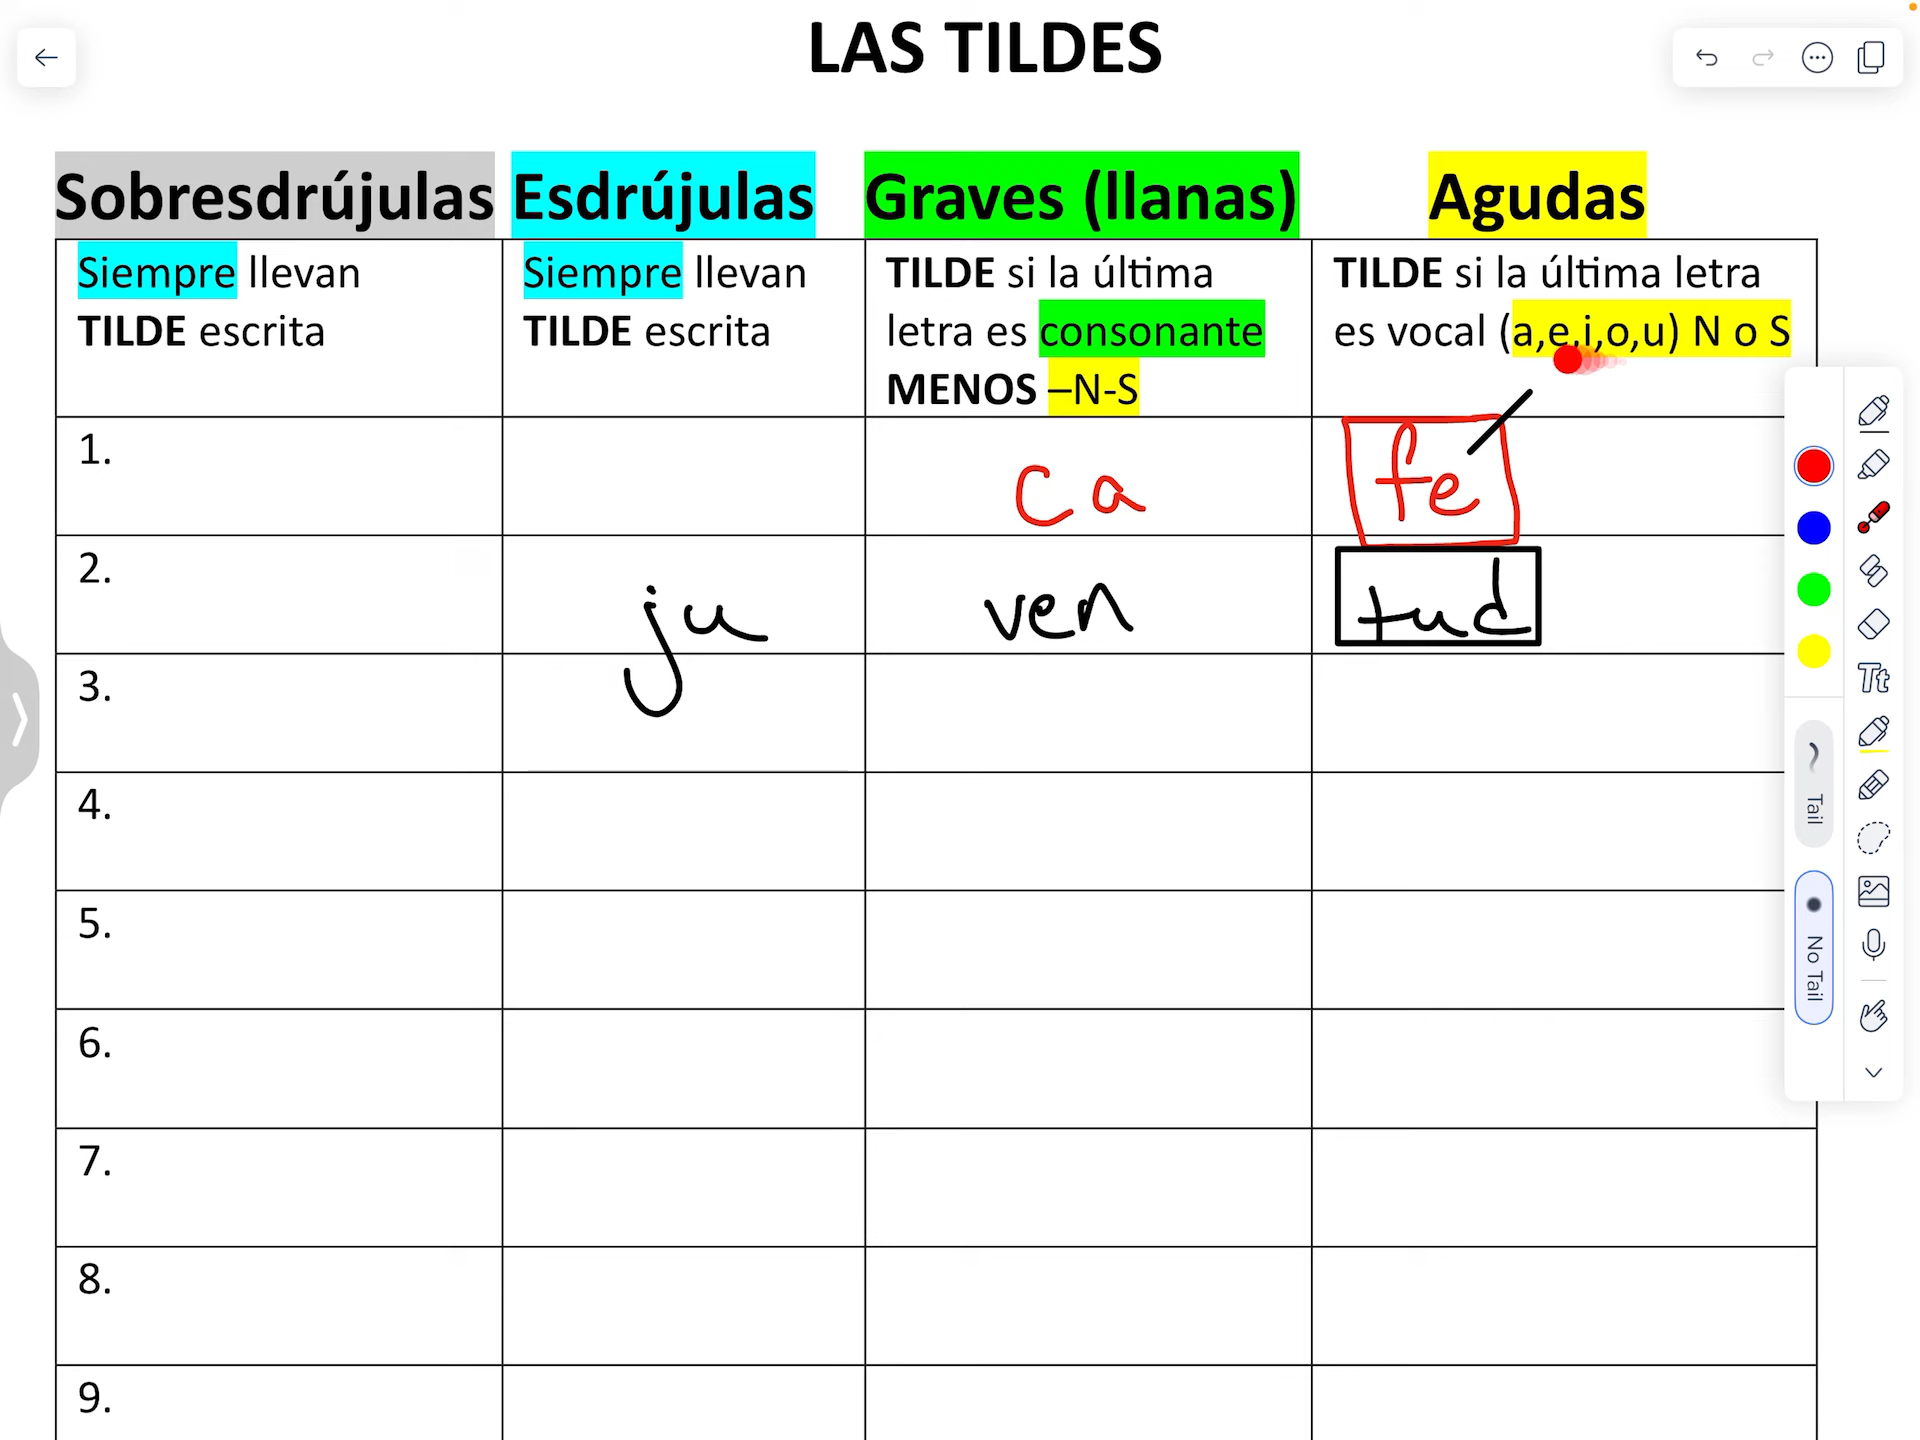 LAS TILDES
Sobresdrújulas Esdrújulas Graves (llanas) Agudas
Siempre llevan
TILDE escrita
Siempre llevan
TILDE escrita
TILDE si la última
letra es consonante
MENOS –N-S
TILDE si la última letra
es vocal (a,e,i,o,u) N o S
1. ca fé
2. ju ven tud
3.
4.
5.
6.
7.
8.
9.
Tt
Tail
No Tail